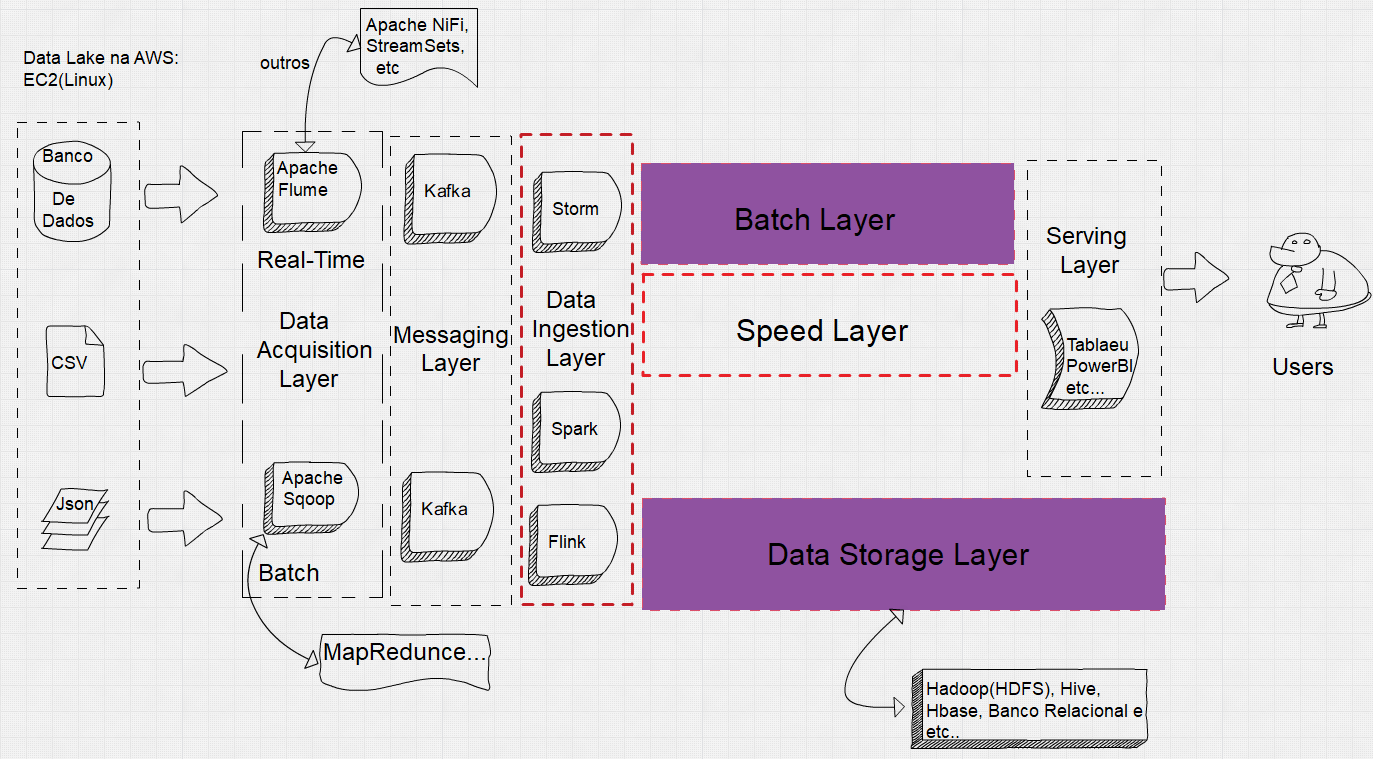 Data Lake na AWS:
EC2(Linux)
outros
Apache NiFi,
StreamSets,
etc
Banco
De
Dados
CSV
Json
Apache
Flume
Real-Time
Data
Acquisition
Layer
Apache
Sqoop
Batch
MapRedunce...
Kafka
Messaging
Layer
Kafka
Storm
Data
Ingestion
Layer
Spark
Flink
Batch Layer
Speed Layer
Data Storage Layer
Hadoop(HDFS), Hive,
Hbase, Banco Relacional e
etc..
Serving
Layer
Tablaeu
PowerBI
etc...
Users